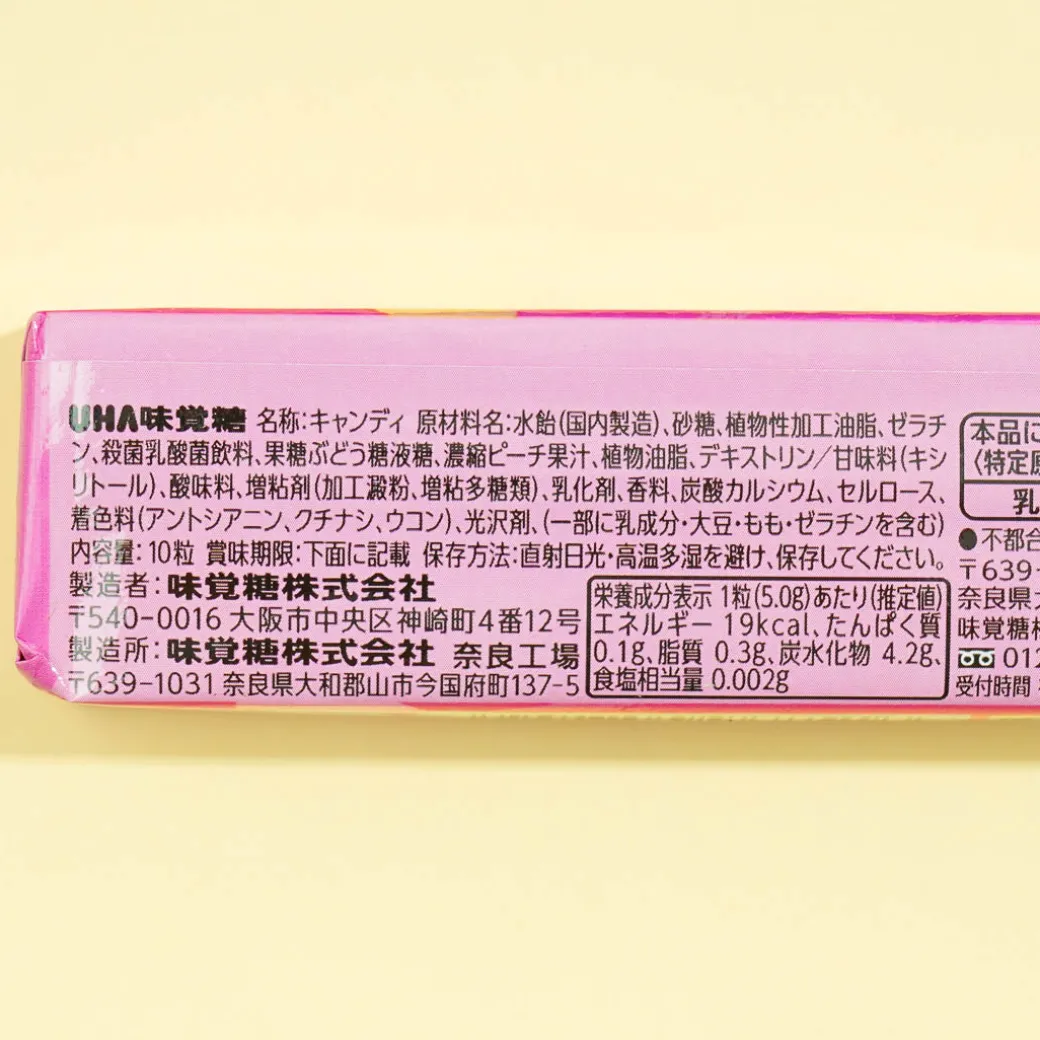 UHA味覚糖 名称:キャンディ 原材料名:水飴(国内製造)、砂糖、植物性加工油脂、ゼラチ
ン、殺菌乳酸菌飲料、果糖ぶどう糖液糖、濃縮ピーチ果汁、植物油脂、デキストリン/甘味料(キシ
リトール)、酸味料、増粘剤(加工澱粉、増粘多糖類)、乳化剤、香料、炭酸カルシウム、セルロース、
着色料(アントシアニン、クチナシ、ウコン)、光沢剤、(一部に乳成分・大豆・もも・ゼラチンを含む)
内容量:10粒 賞味期限:下面に記載 保存方法:直射日光・高温多湿を避け、保存してください。
製造者:味覚糖株式会社
〒540-0016 大阪市中央区神崎町4番12号
製造所:味覚糖株式会社 奈良工場
〒639-1031 奈良県大和郡山市今国府町137-5
栄養成分表示 1粒(5.0g)あたり(推定値)
エネルギー 19kcal、たんぱく質
0.1g、脂質 0.3g、炭水化物 4.2g、
食塩相当量 0.002g
本品に
〈特定原
乳
●不都合
〒639-
奈良県大
味覚糖株
012
受付時間